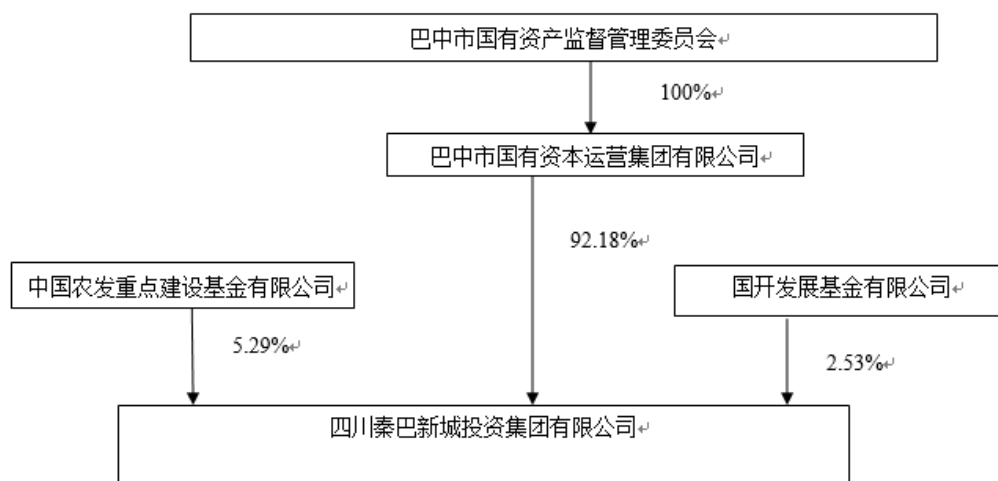 巴中市国有资产监督管理委员会
100%
巴中市国有资本运营集团有限公司
92.18%
中国农发重点建设基金有限公司
国开发展基金有限公司
5.29%
2.53%
四川秦巴新城投资集团有限公司